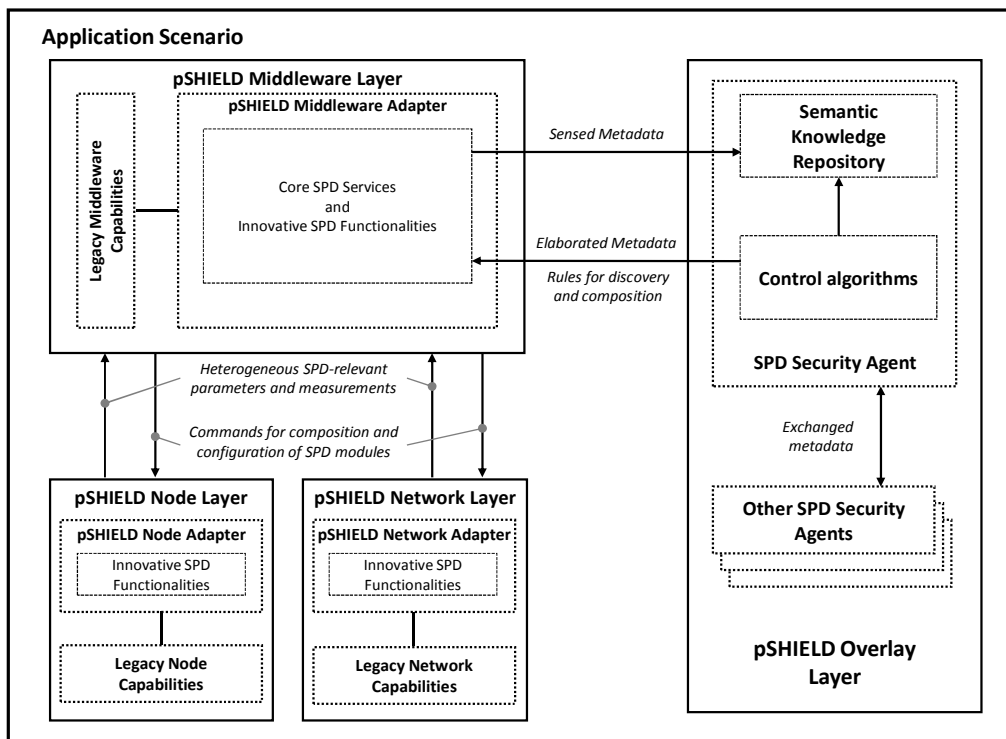 Application Scenario
pSHIELD Middleware Layer
pSHIELD Middleware Adapter
Legacy Middleware
Capabilities
Core SPD Services
and
Innovative SPD Functionalities
Sensed Metadata
Elaborated Metadata
Rules for discovery
and composition
Semantic
Knowledge
Repository
Control algorithms
SPD Security Agent
Heterogeneous SPD-relevant
parameters and measurements
Commands for composition and
configuration of SPD modules
Exchanged
metadata
pSHIELD Node Layer
pSHIELD Node Adapter
Innovative SPD
Functionalities
Legacy Node
Capabilities
pSHIELD Network Layer
pSHIELD Network Adapter
Innovative SPD
Functionalities
Legacy Network
Capabilities
Other SPD Security
Agents
pSHIELD Overlay
Layer